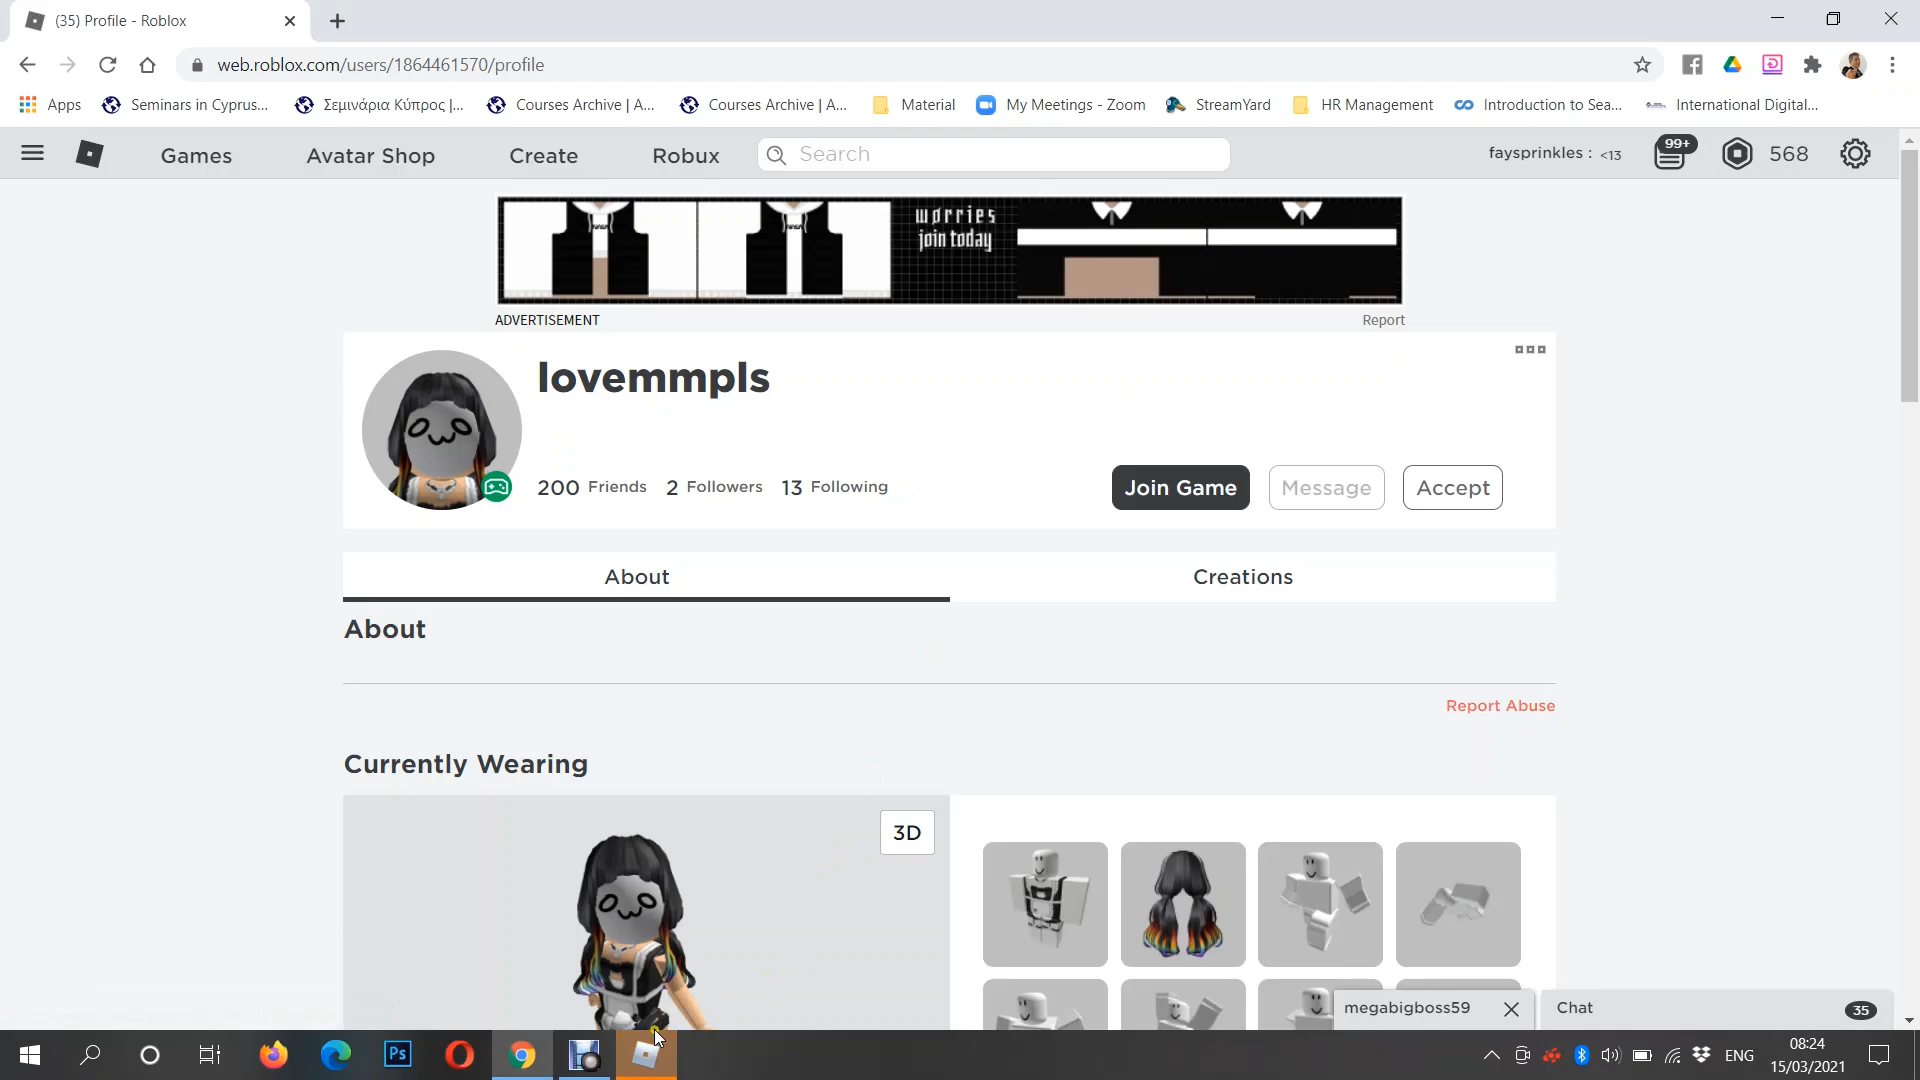 (35) Profile - Roblox
web.roblox.com/users/1864461570/profile
Apps
Seminars in Cyprus...
Σεμινάρια Κύπρος |...
Courses Archive | A...
Courses Archive | A...
Material
My Meetings - Zoom
StreamYard
HR Management
Introduction to Sea...
International Digital...
Games
Avatar Shop
Create
Robux
Search
faysprinkles : <13
99+
568
worries
join today
ADVERTISEMENT
Report
lovemmpls
200 Friends
2 Followers
13 Following
Join Game
Message
Accept
About
Creations
About
Report Abuse
Currently Wearing
3D
megabigboss59
Chat
35
Ps
ENG
08:24
15/03/2021